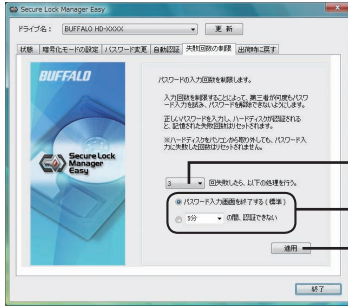 Secure Lock Manager Easy
ドライブ名： BUFFALO HD-XXXX 更 新
状態 暗号化モードの設定 パスワード変更 自動認証 失敗回数の制限 出荷時に戻す
BUFFALO
パスワードの入力回数を制限します。
入力回数を制限することによって、第三者が何度もパスワ
ード入力を試み、パスワードを解除できないようにします。
正しいパスワードを入力し、ハードディスクが認証される
と、記憶された失敗回数はリセットされます。
※ハードディスクをパソコンから取り外しても、パスワード入
力に失敗した回数はリセットされません。
Secure Lock
Manager
Easy
3 回失敗したら、以下の処理を行う。
パスワード入力画面を終了する（標準）
5分 の間、認証できない
適用
終了